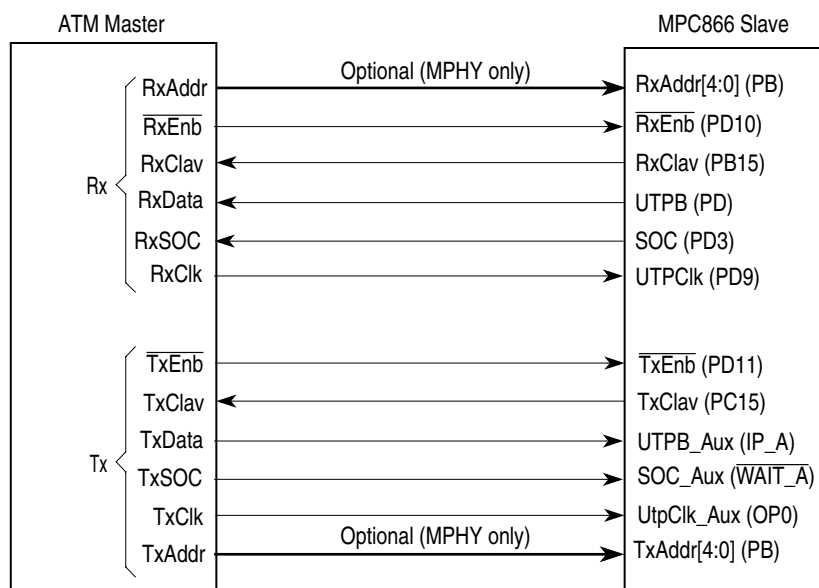 ATM Master MPC866 Slave
Optional (MPHY only)
RxAddr RxAddr[4:0] (PB)
RxEnb RxEnb (PD10)
RxClav RxClav (PB15)
Rx
RxData UTPB (PD)
RxSOC SOC (PD3)
RxClk UTPClk (PD9)
TxEnb TxEnb (PD11)
TxClav TxClav (PC15)
TxData UTPB_Aux (IP_A)
Tx
TxSOC SOC_Aux (WAIT_A)
TxClk UtpClk_Aux (OP0)
Optional (MPHY only)
TxAddr TxAddr[4:0] (PB)